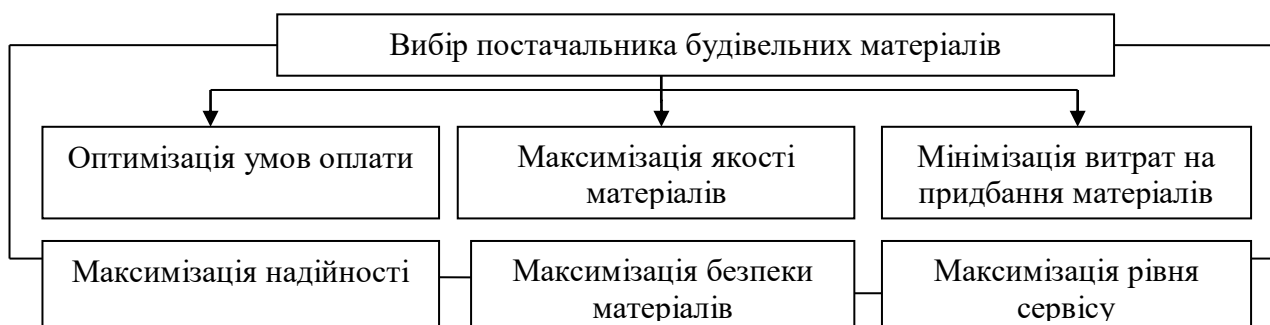 Вибір постачальника будівельних матеріалів
Оптимізація умов оплати
Максимізація якості
матеріалів
Мінімізація витрат на
придбання матеріалів
Максимізація надійності
Максимізація безпеки
матеріалів
Максимізація рівня
сервісу